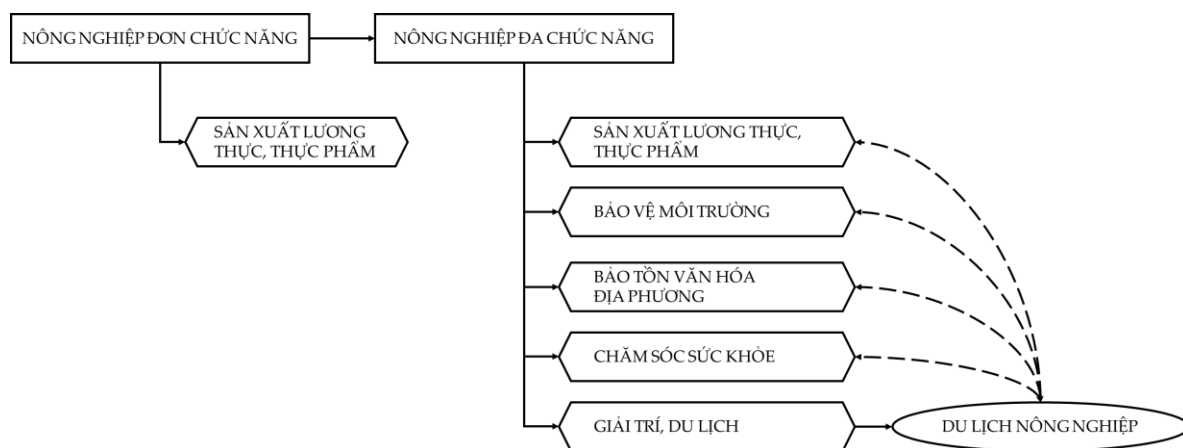 NÔNG NGHIỆP ĐƠN CHỨC NĂNG
NÔNG NGHIỆP ĐA CHỨC NĂNG
SẢN XUẤT LƯƠNG
THỰC, THỰC PHẨM
SẢN XUẤT LƯƠNG THỰC,
THỰC PHẨM
BẢO VỆ MÔI TRƯỜNG
BẢO TỒN VĂN HÓA
ĐỊA PHƯƠNG
CHĂM SÓC SỨC KHỎE
GIẢI TRÍ, DU LỊCH
DU LỊCH NÔNG NGHIỆP